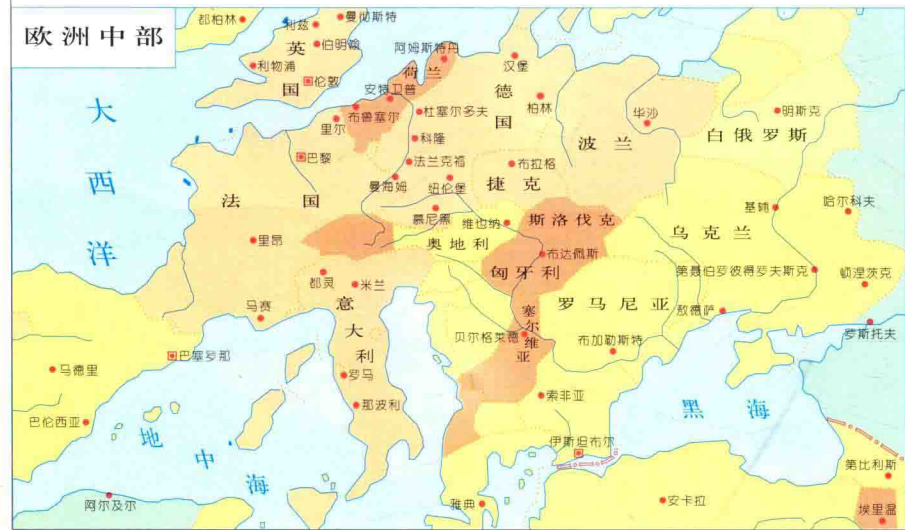 欧洲中部
都柏林
利兹
曼彻斯特
英国
伯明翰
利物浦
伦敦
阿姆斯特丹
荷兰
汉堡
安特卫普
德国
柏林
杜塞尔多夫
布鲁塞尔
里尔
科隆
华沙
波兰
明斯克
白俄罗斯
大西洋
巴黎
法兰克福
布拉格
曼海姆
纽伦堡
捷克
法国
慕尼黑
维也纳
斯洛伐克
基辅
哈尔科夫
里昂
奥地利
乌克兰
布达佩斯
匈牙利
第聂伯罗彼得罗夫斯克
顿涅茨克
都灵
米兰
罗马尼亚
敖德萨
马赛
意大利
塞尔维亚
贝尔格莱德
布加勒斯特
罗斯托夫
巴塞罗那
马德里
罗马
那波利
索非亚
黑海
巴伦西亚
地中海
伊斯坦布尔
第比利斯
阿尔及尔
雅典
安卡拉
埃里温